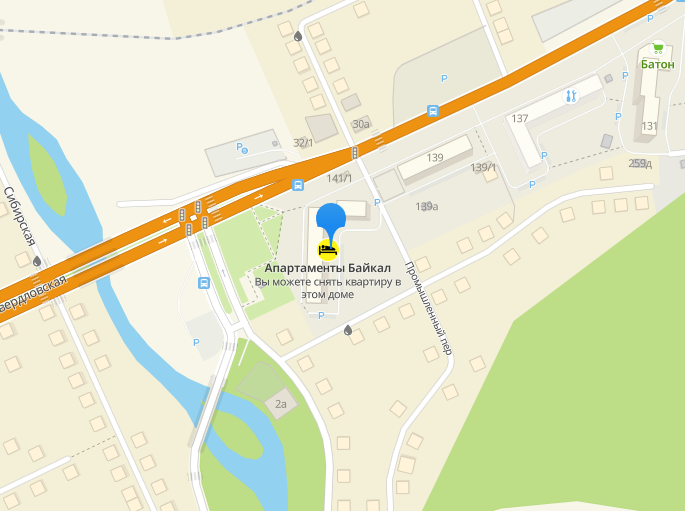 Батон
30а
32/1
137
131
139
139/1
259д
141/1
139а
Сибирская
Апартаменты Байкал
Вы можете снять квартиру в
этом доме
вердловская
Промышленный пер
2а
P
P
P
P
P
P
P
P